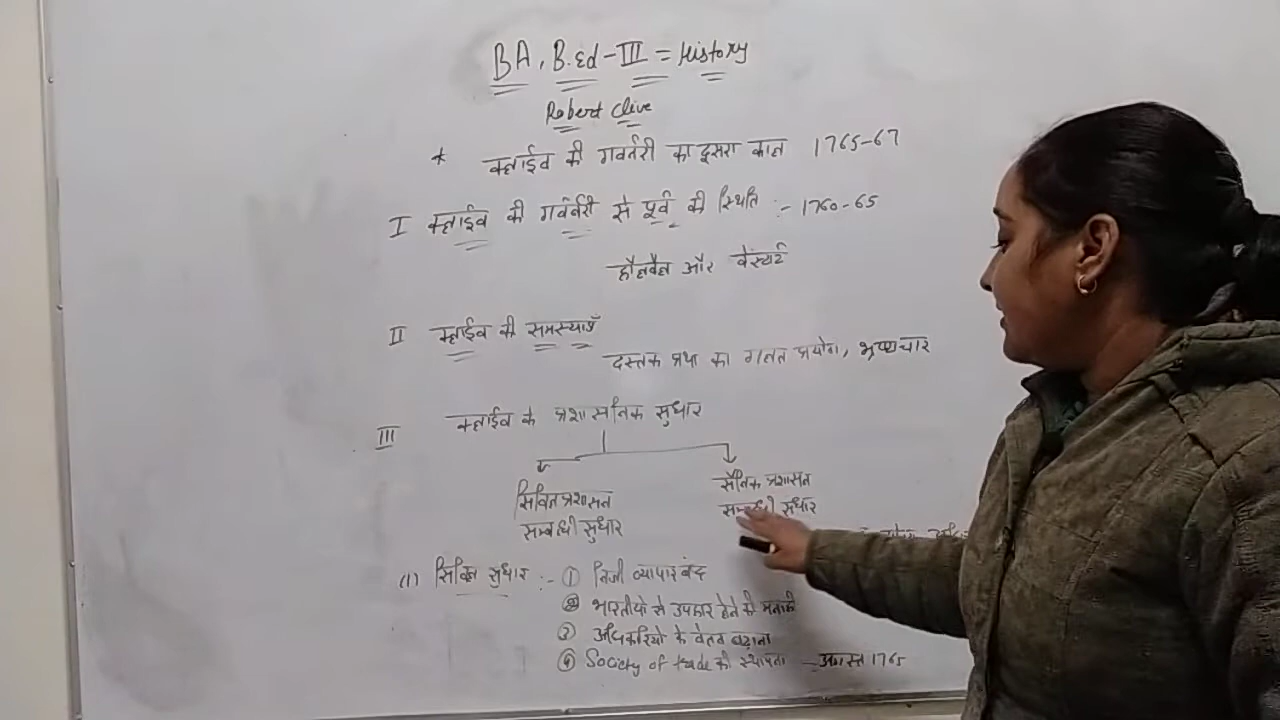 BA, B.Ed-III = History
Robert Clive
* क्लाईव की गवर्नरी का दूसरा काल 1765-67
I क्लाईव की गर्वनरी से पूर्व की स्थिति :- 1760-65
हौलवैल और वेंस्टार्ट
II क्लाईव की समस्याएँ
दस्तक प्रथा का गलत प्रयोग, भ्रष्टाचार
III क्लाईव के प्रशासनिक सुधार
सिविल प्रशासन सम्बन्धी सुधार
सैनिक प्रशासन
सम्बन्धी सुधार
(1) सिविल सुधार :- ① निजी व्यापार बंद
② भारतीयो से उपहार लेने की मनाही
③ अधिकारियो के वेतन बढ़ाना
④ Society of trade की स्थापना - अगस्त 1765